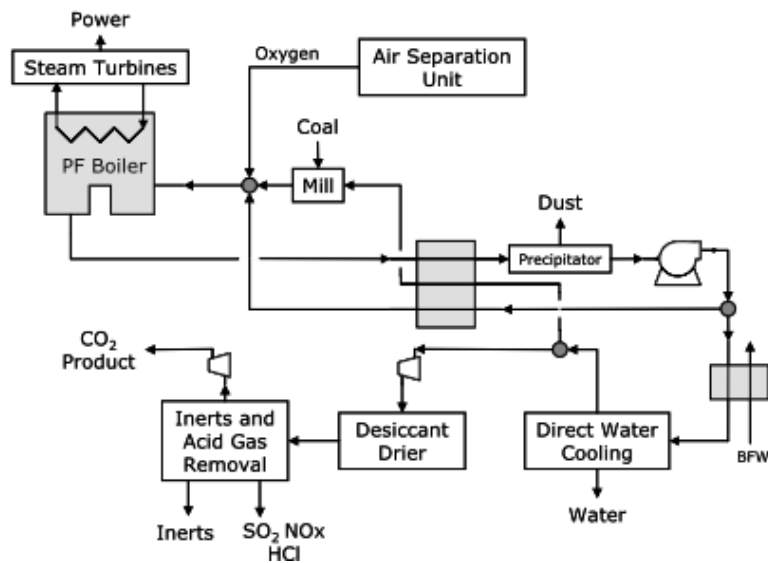 Power
Steam Turbines
PF Boiler
Oxygen
Air Separation
Unit
Coal
Mill
Dust
Precipitator
CO₂
Product
Inerts and
Acid Gas
Removal
Desiccant
Drier
Direct Water
Cooling
BFW
Inerts
SO₂ NOx
HCl
Water